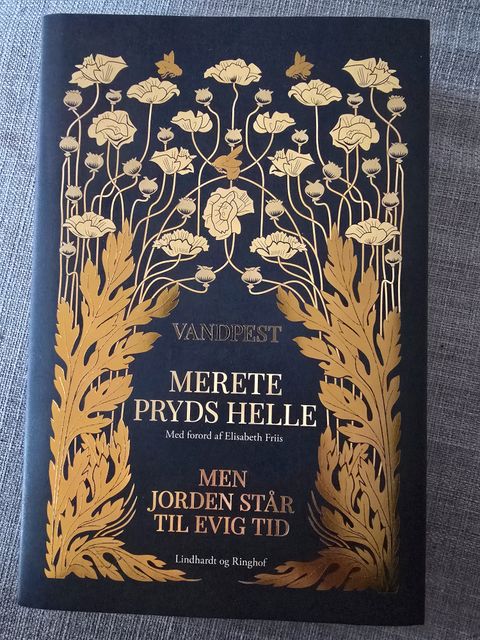 VANDPEST
MERETE
PRYDS HELLE
Med forord af Elisabeth Friis
MEN
JORDEN STÅR
TIL EVIG TID
Lindhardt og Ringhof